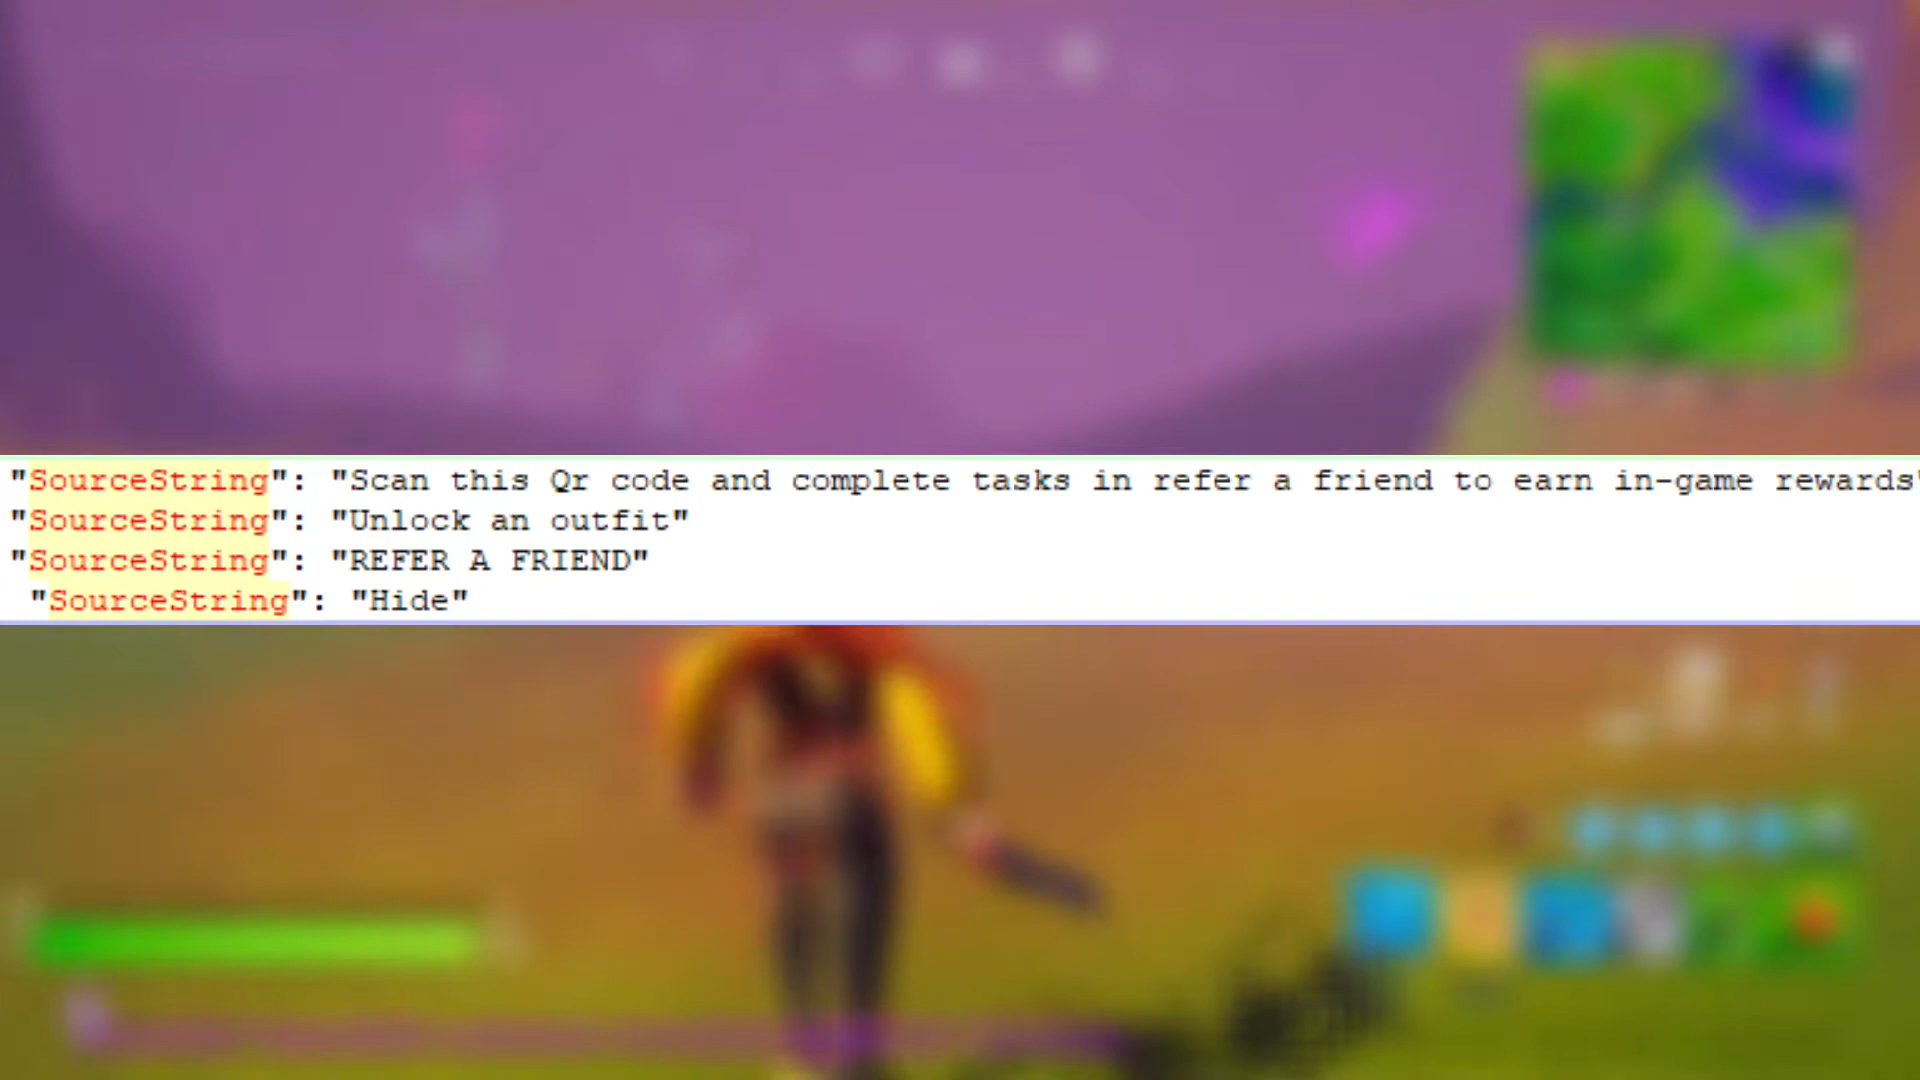 "SourceString": "Scan this Qr code and complete tasks in refer a friend to earn in-game rewards"
"SourceString": "Unlock an outfit"
"SourceString": "REFER A FRIEND"
"SourceString": "Hide"